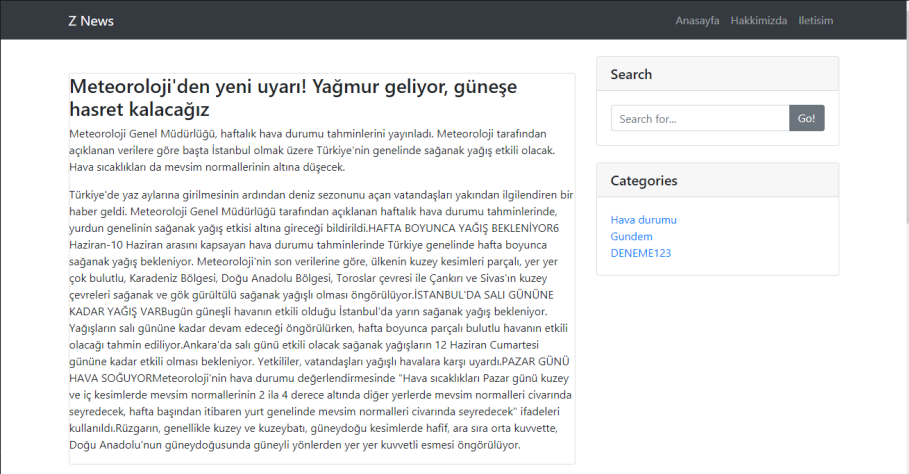 Z News
Anasayfa Hakkimizda Iletisim
Meteoroloji'den yeni uyarı! Yağmur geliyor, güneşe
hasret kalacağız
Meteoroloji Genel Müdürlüğü, haftalık hava durumu tahminlerini yayınladı. Meteoroloji tarafından
açıklanan verilere göre başta İstanbul olmak üzere Türkiye'nin genelinde sağanak yağış etkili olacak.
Hava sıcaklıkları da mevsim normallerinin altına düşecek.
Türkiye'de yaz aylarına girilmesinin ardından deniz sezonunu açan vatandaşları yakından ilgilendiren bir
haber geldi. Meteoroloji Genel Müdürlüğü tarafından açıklanan haftalık hava durumu tahminlerinde,
yurdun genelinin sağanak yağış etkisi altına gireceği bildirildi.HAFTA BOYUNCA YAĞIŞ BEKLENİYOR6
Haziran-10 Haziran arasını kapsayan hava durumu tahminlerinde Türkiye genelinde hafta boyunca
sağanak yağış bekleniyor. Meteoroloji'nin son verilerine göre, ülkenin kuzey kesimleri parçalı, yer yer
çok bulutlu, Karadeniz Bölgesi, Doğu Anadolu Bölgesi, Toroslar çevresi ile Çankırı ve Sivas'ın kuzey
çevreleri sağanak ve gök gürültülü sağanak yağışlı olması öngörülüyor.İSTANBUL'DA SALI GÜNÜNE
KADAR YAĞIŞ VARBugün güneşli havanın etkili olduğu İstanbul'da yarın sağanak yağış bekleniyor.
Yağışların salı gününe kadar devam edeceği öngörülürken, hafta boyunca parçalı bulutlu havanın etkili
olacağı tahmin ediliyor.Ankara'da salı günü etkili olacak sağanak yağışların 12 Haziran Cumartesi
gününe kadar etkili olması bekleniyor. Yetkililer, vatandaşları yağışlı havalara karşı uyardı.PAZAR GÜNÜ
HAVA SOĞUYORMeteoroloji'nin hava durumu değerlendirmesinde "Hava sıcaklıkları Pazar günü kuzey
ve iç kesimlerde mevsim normallerinin 2 ila 4 derece altında diğer yerlerde mevsim normalleri civarında
seyredecek, hafta başından itibaren yurt genelinde mevsim normalleri civarında seyredecek" ifadeleri
kullanıldı.Rüzgarın, genellikle kuzey ve kuzeybatı, güneydoğu kesimlerde hafif, ara sıra orta kuvvette,
Doğu Anadolu'nun güneydoğusunda güneyli yönlerden yer yer kuvvetli esmesi öngörülüyor.
Search
Search for... Go!
Categories
Hava durumu
Gundem
DENEME123